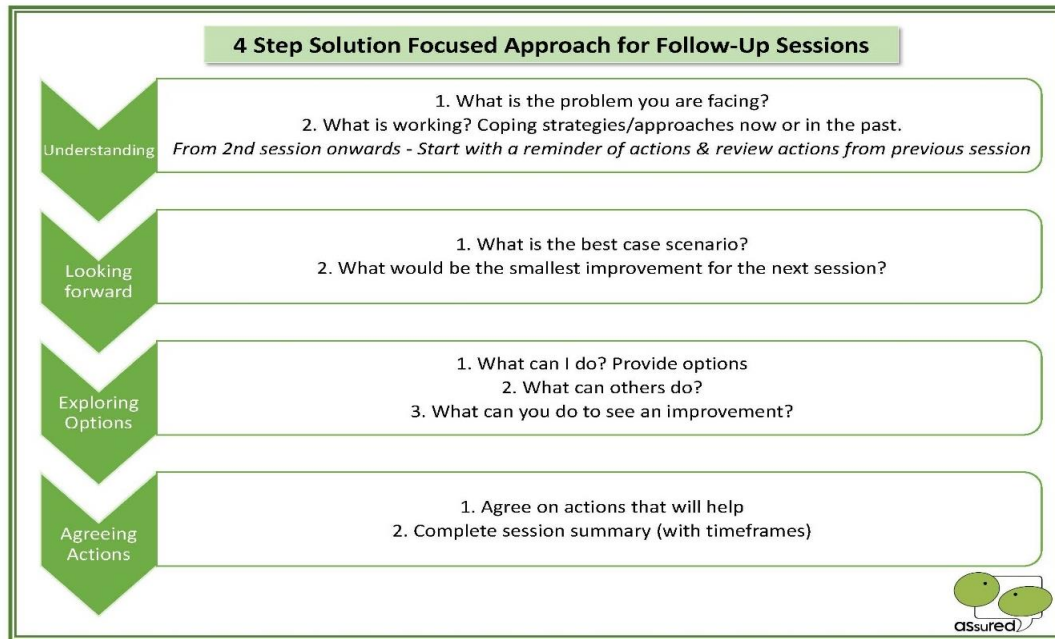 4 Step Solution Focused Approach for Follow-Up Sessions
Understanding
1. What is the problem you are facing?
2. What is working? Coping strategies/approaches now or in the past.
From 2nd session onwards - Start with a reminder of actions & review actions from previous session
Looking
forward
1. What is the best case scenario?
2. What would be the smallest improvement for the next session?
Exploring
Options
1. What can I do? Provide options
2. What can others do?
3. What can you do to see an improvement?
Agreeing
Actions
1. Agree on actions that will help
2. Complete session summary (with timeframes)
assured